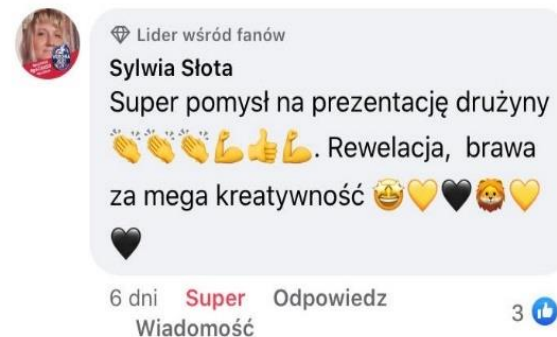 Lider wśród fanów
Sylwia Słota
Super pomysł na prezentację drużyny
👏👏👏💪👍💪. Rewelacja, brawa
za mega kreatywność 🤩💛🖤🦁💛
🖤
6 dni Super Odpowiedz
3
Wiadomość